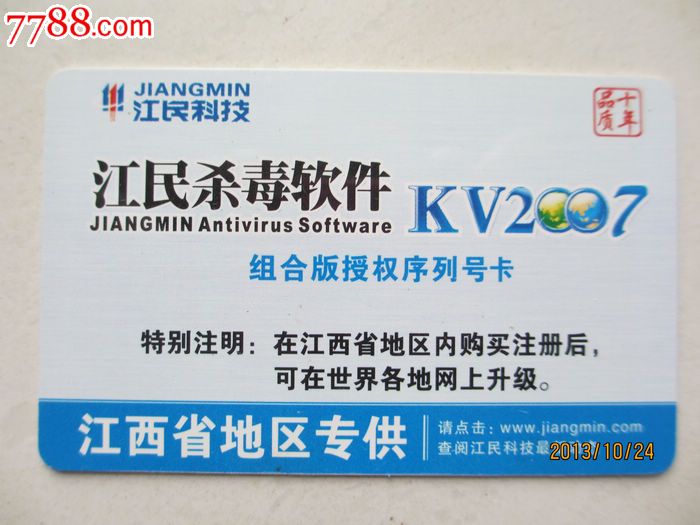 7788.com
JIANGMIN
江民科技
十年
品质
江民杀毒软件 KV2007
JIANGMIN Antivirus Software
组合版授权序列号卡
特别注明：在江西省地区内购买注册后，
可在世界各地网上升级。
江西省地区专供
请点击：www.jiangmin.com
查阅江民科技最
2013/10/24